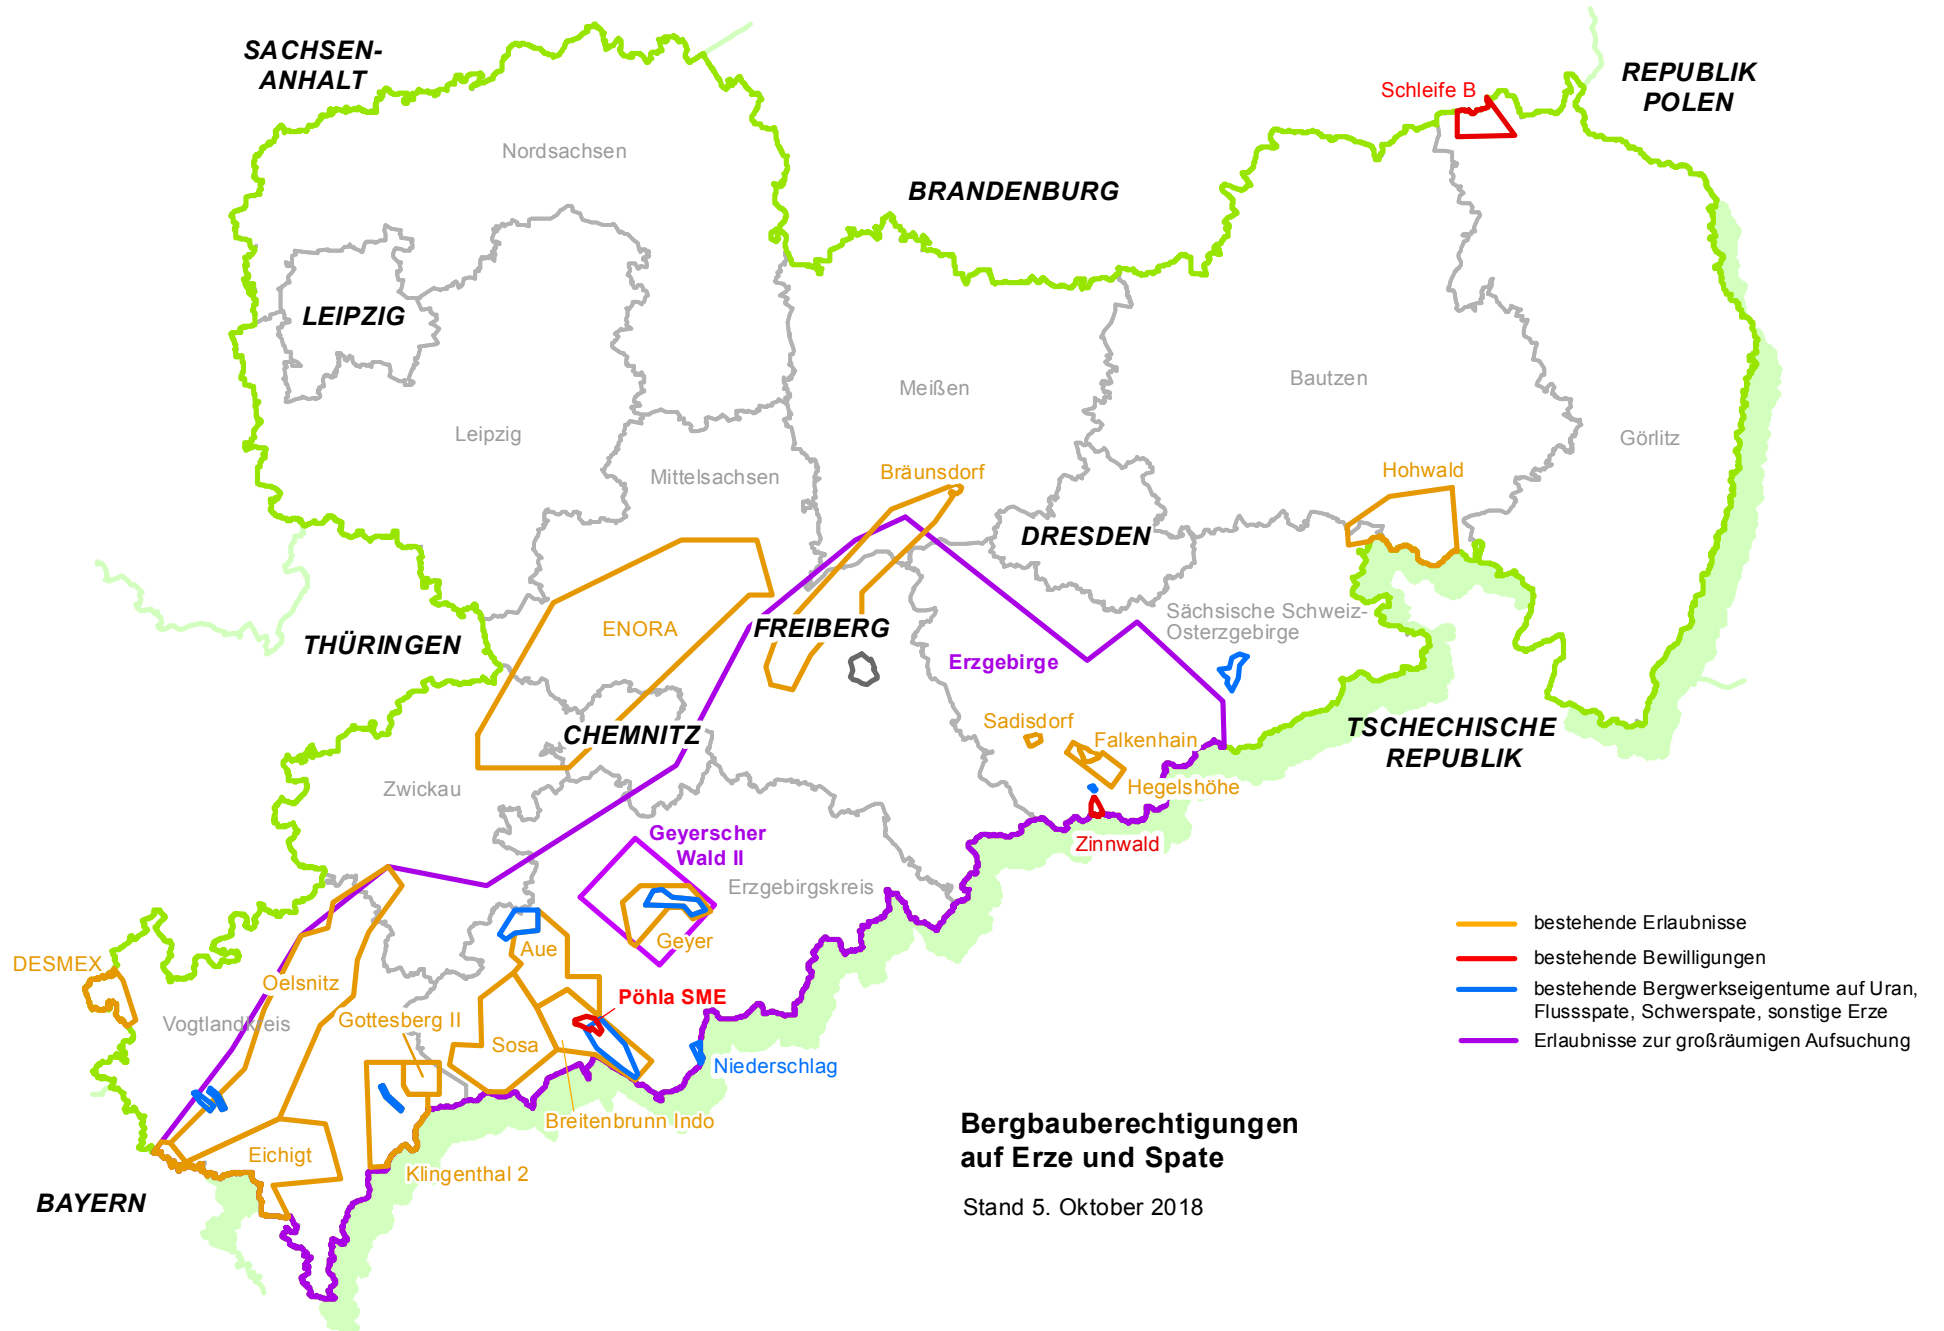 SACHSEN-
ANHALT
REPUBLIK
POLEN
Schleife B
Nordsachsen
BRANDENBURG
LEIPZIG
Meißen
Bautzen
Leipzig
Görlitz
Mittelsachsen
Bräunsdorf
Hohwald
DRESDEN
ENORA
FREIBERG
Sächsische Schweiz-
Osterzgebirge
THÜRINGEN
Erzgebirge
Sadisdorf
Falkenhain
CHEMNITZ
TSCHECHISCHE
REPUBLIK
Zwickau
Hegelshöhe
Geyerscher
Wald II
Zinnwald
Erzgebirgskreis
Geyer
Aue
DESMEX
Oelsnitz
Pöhla SME
Vogtlandkreis
Gottesberg II
Sosa
Niederschlag
Breitenbrunn Indo
Eichigt
Klingenthal 2
BAYERN
bestehende Erlaubnisse
bestehende Bewilligungen
bestehende Bergwerkseigentume auf Uran,
Flussspate, Schwerspate, sonstige Erze
Erlaubnisse zur großräumigen Aufsuchung
Bergbauberechtigungen
auf Erze und Spate
Stand 5. Oktober 2018